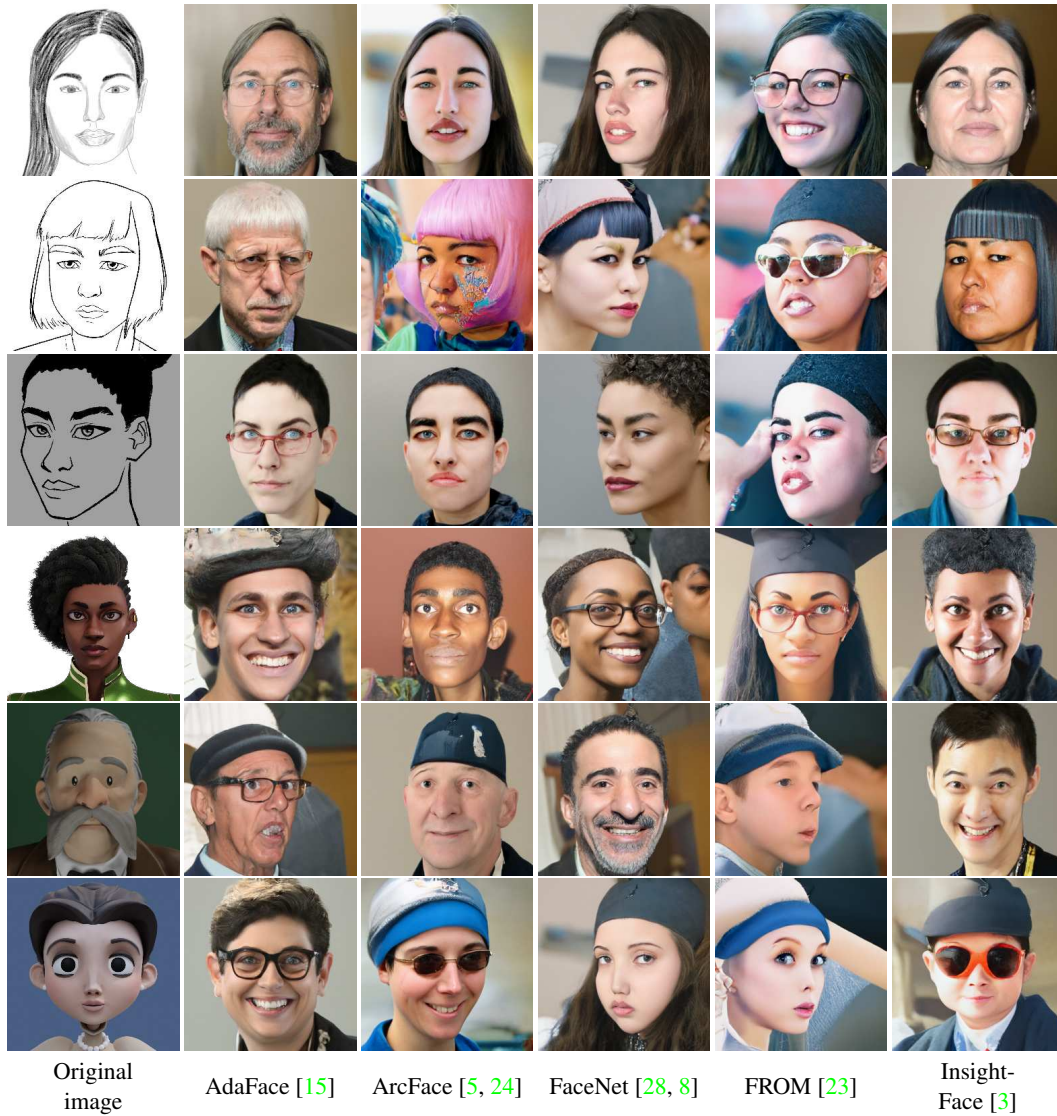 Original
image
AdaFace [15]
ArcFace [5, 24]
FaceNet [28, 8]
FROM [23]
Insight-
Face [3]